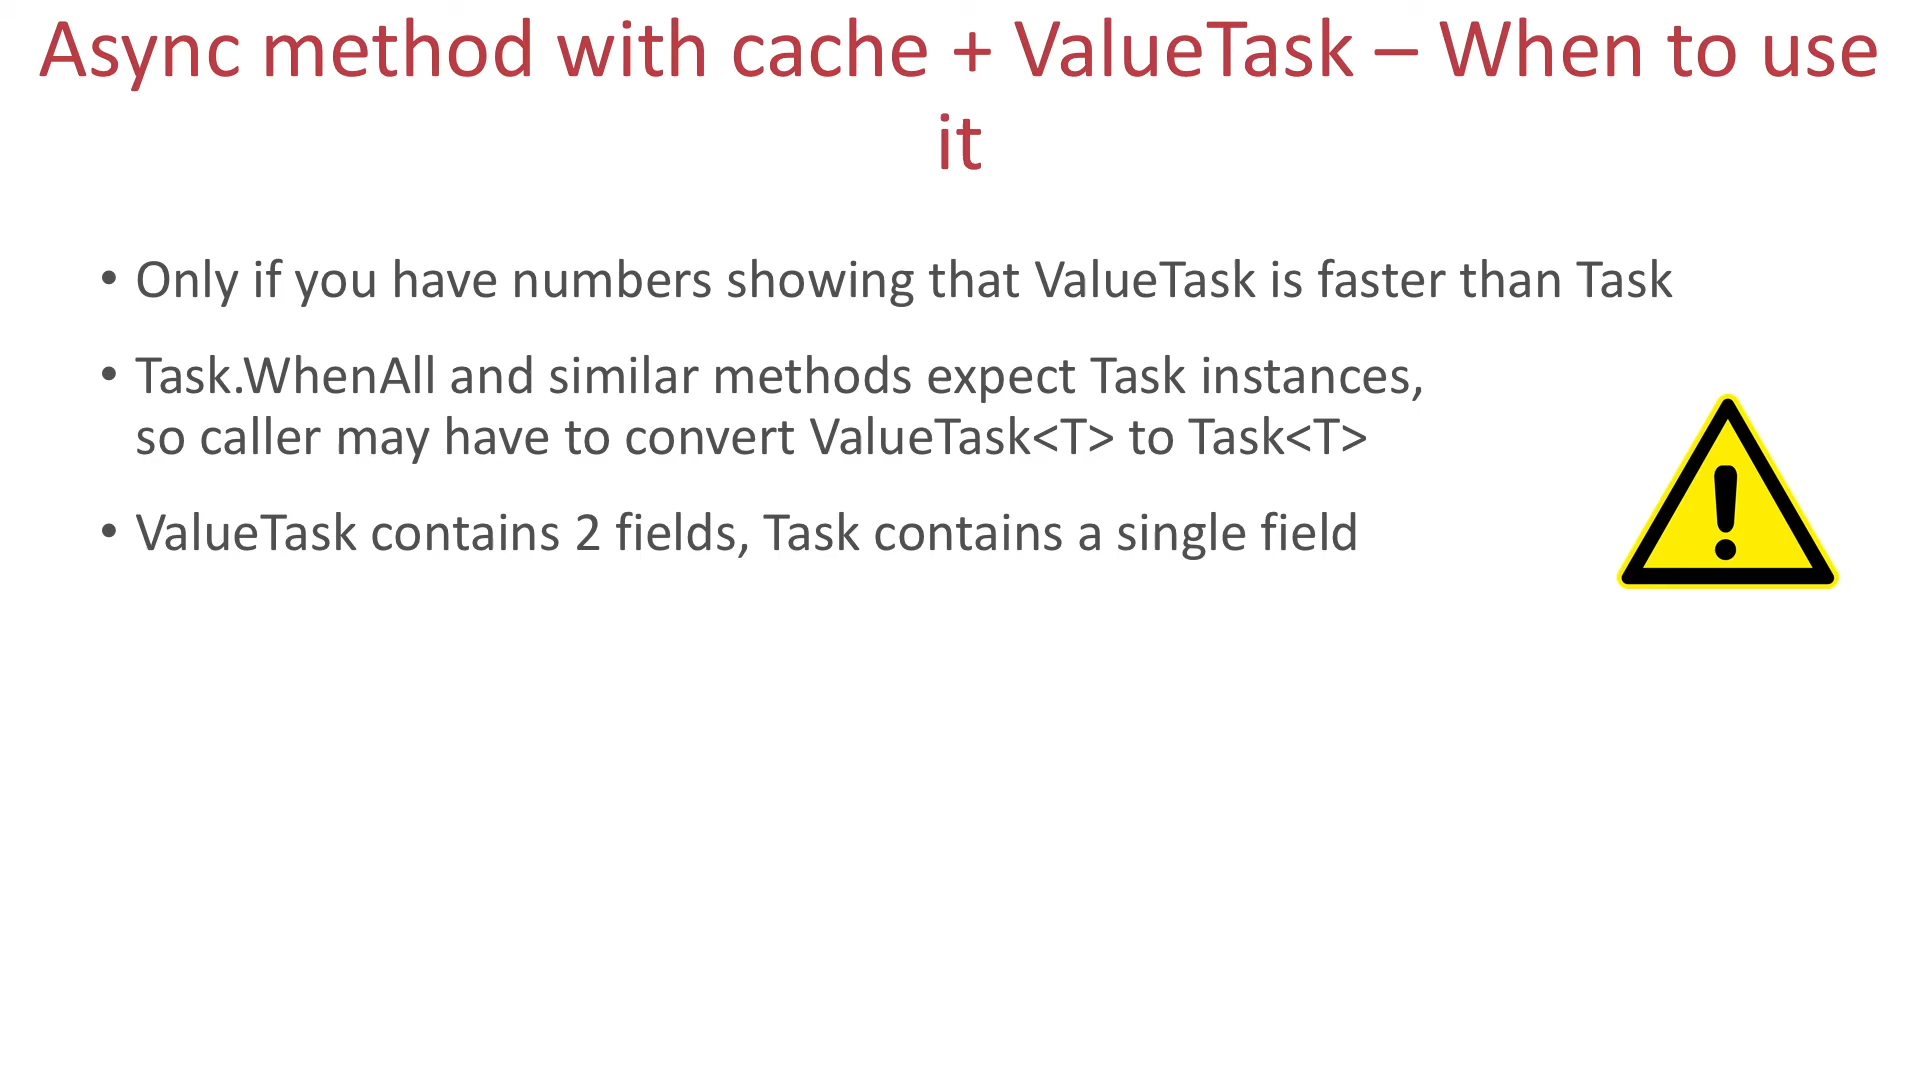 Async method with cache + ValueTask – When to use
it
• Only if you have numbers showing that ValueTask is faster than Task
• Task.WhenAll and similar methods expect Task instances,
so caller may have to convert ValueTask<T> to Task<T>
• ValueTask contains 2 fields, Task contains a single field